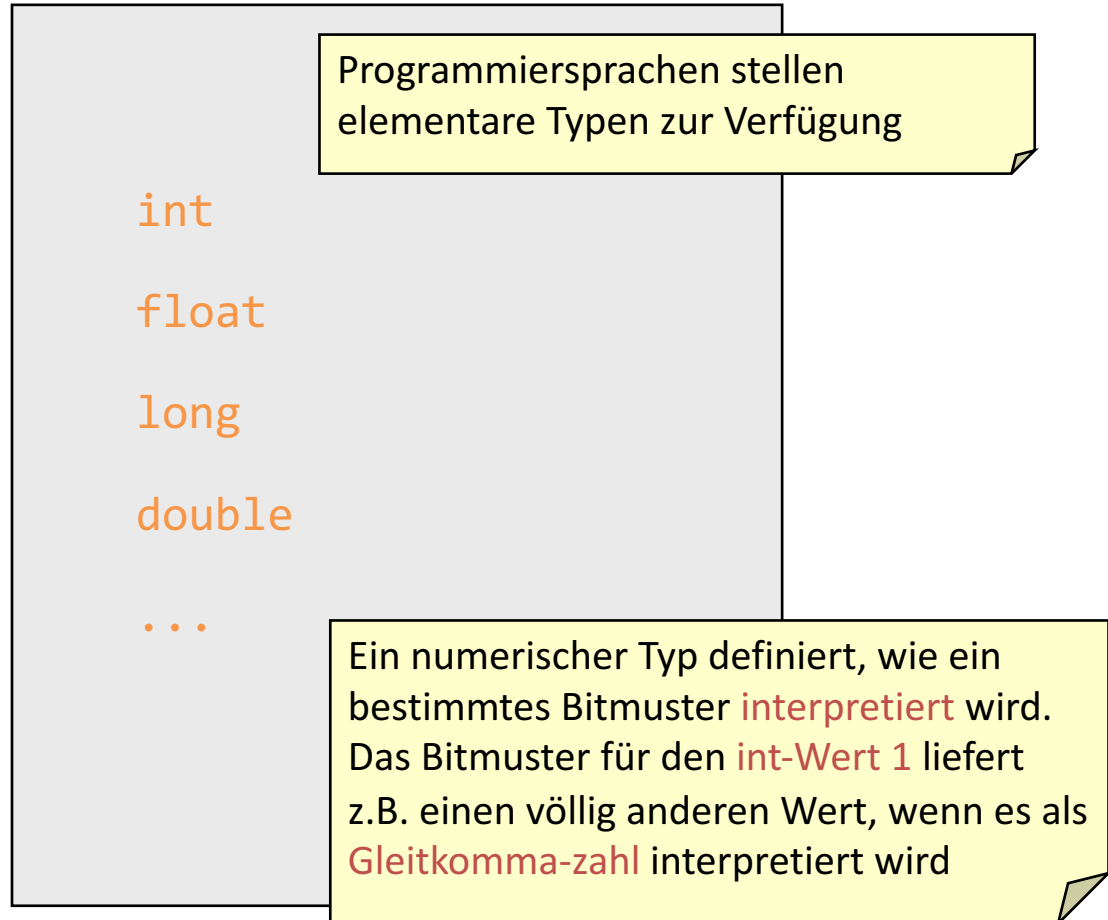 Programmiersprachen stellen
elementare Typen zur Verfügung
int
float
long
double
...
Ein numerischer Typ definiert, wie ein
bestimmtes Bitmuster interpretiert wird.
Das Bitmuster für den int-Wert 1 liefert
z.B. einen völlig anderen Wert, wenn es als
Gleitkomma-zahl interpretiert wird